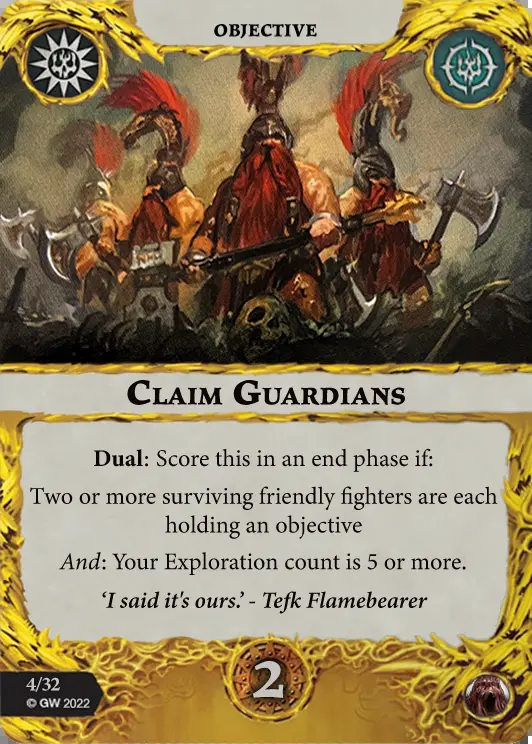 OBJECTIVE
CLAIM GUARDIANS
Dual: Score this in an end phase if:
Two or more surviving friendly fighters are each
holding an objective
And: Your Exploration count is 5 or more.
‘I said it's ours.’ - Tefk Flamebearer
2
4/32
© GW 2022